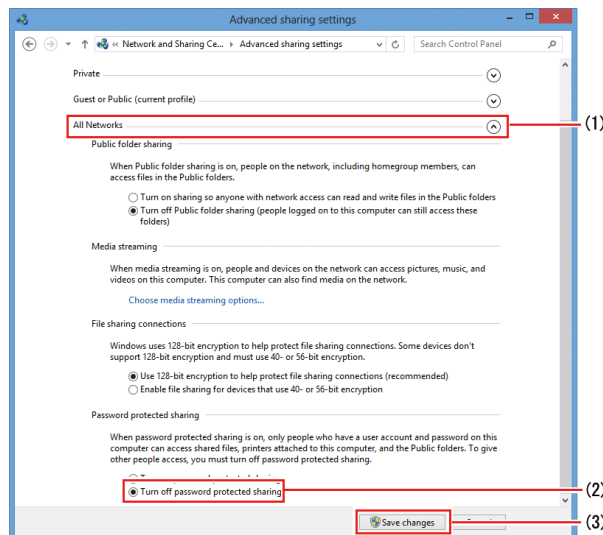 Advanced sharing settings
« Network and Sharing Ce... ▸ Advanced sharing settings
Search Control Panel
Private
Guest or Public (current profile)
All Networks
(1)
Public folder sharing
When Public folder sharing is on, people on the network, including homegroup members, can
access files in the Public folders.
Turn on sharing so anyone with network access can read and write files in the Public folders
Turn off Public folder sharing (people logged on to this computer can still access these
folders)
Media streaming
When media streaming is on, people and devices on the network can access pictures, music, and
videos on this computer. This computer can also find media on the network.
Choose media streaming options...
File sharing connections
Windows uses 128-bit encryption to help protect file sharing connections. Some devices don't
support 128-bit encryption and must use 40- or 56-bit encryption.
Use 128-bit encryption to help protect file sharing connections (recommended)
Enable file sharing for devices that use 40- or 56-bit encryption
Password protected sharing
When password protected sharing is on, only people who have a user account and password on this
computer can access shared files, printers attached to this computer, and the Public folders. To give
other people access, you must turn off password protected sharing.
Turn off password protected sharing
(2)
Save changes
(3)